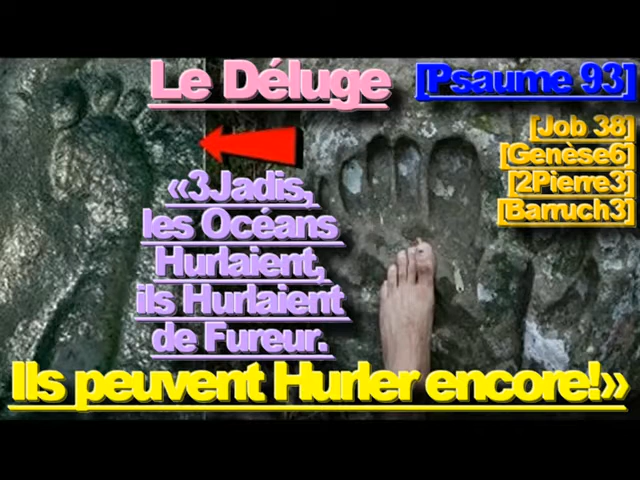 Le Déluge
[Psaume 93]
[Job 38]
[Genèse6]
[2Pierre3]
[Barruch3]
«3Jadis,
les Océans
Hurlaient,
ils Hurlaient
de Fureur.
Ils peuvent Hurler encore!»